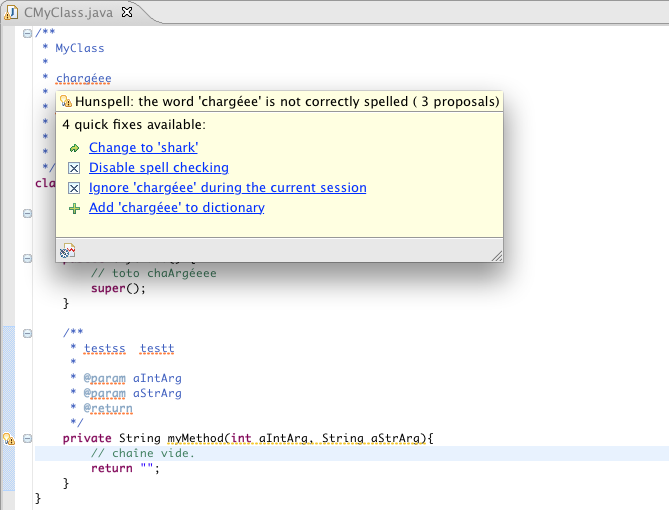 CMyClass.java
/**
* MyClass
*
* chargéee
*
Hunspell: the word 'chargéee' is not correctly spelled ( 3 proposals)
4 quick fixes available:
Change to 'shark'
Disable spell checking
Ignore 'chargéee' during the current session
Add 'chargéee' to dictionary
*
*
*
*/
cla
// toto chaArgéeee
super();
}
/**
* testss testt
*
* @param aIntArg
* @param aStrArg
* @return
*/
private String myMethod(int aIntArg, String aStrArg){
// chaîne vide.
return "";
}
}